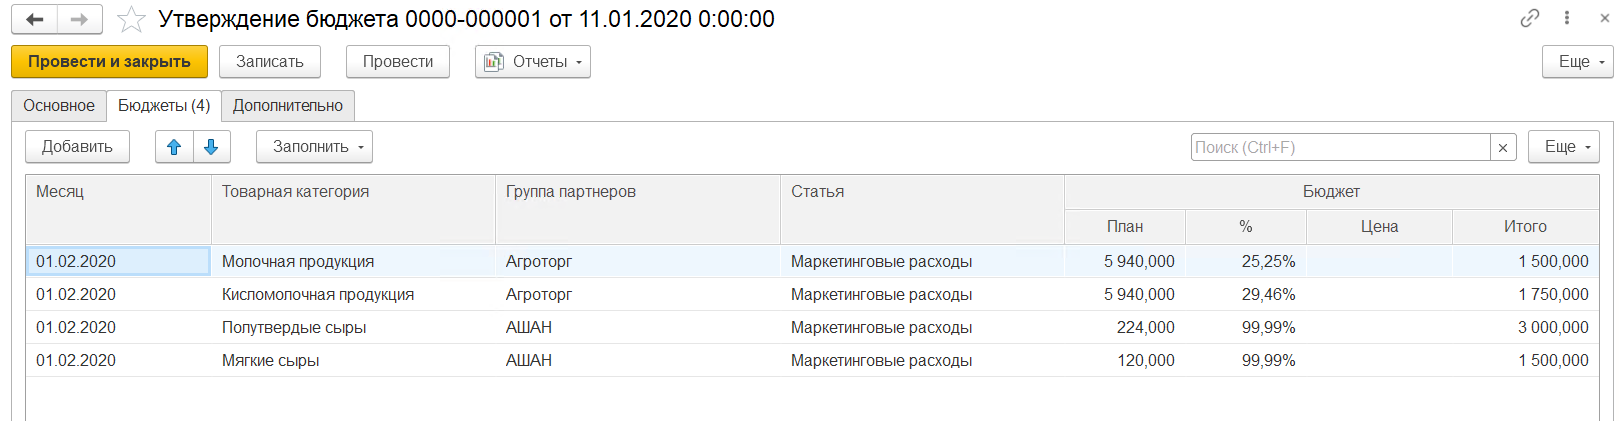 Утверждение бюджета 0000-000001 от 11.01.2020 0:00:00
Провести и закрыть Записать Провести Отчеты Еще
Основное Бюджеты (4) Дополнительно
Добавить Заполнить Поиск (Ctrl+F) × Еще
Месяц Товарная категория Группа партнеров Статья Бюджет
План % Цена Итого
01.02.2020 Молочная продукция Агроторг Маркетинговые расходы 5 940,000 25,25% 1 500,000
01.02.2020 Кисломолочная продукция Агроторг Маркетинговые расходы 5 940,000 29,46% 1 750,000
01.02.2020 Полутвердые сыры АШАН Маркетинговые расходы 224,000 99,99% 3 000,000
01.02.2020 Мягкие сыры АШАН Маркетинговые расходы 120,000 99,99% 1 500,000